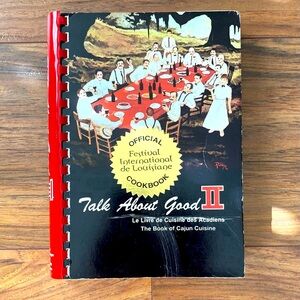 OFFICIAL
Festival
International
de Louisiane
COOKBOOK
Talk About Good II
Le Livre de Cuisine des Acadiens
The Book of Cajun Cuisine